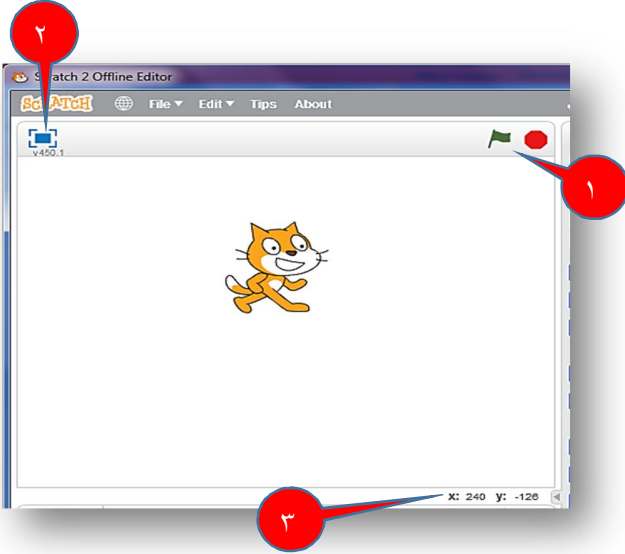 ٢
Scratch 2 Offline Editor
SCRATCH File Edit Tips About
v450.1
١
x: 240 y: -126
٣